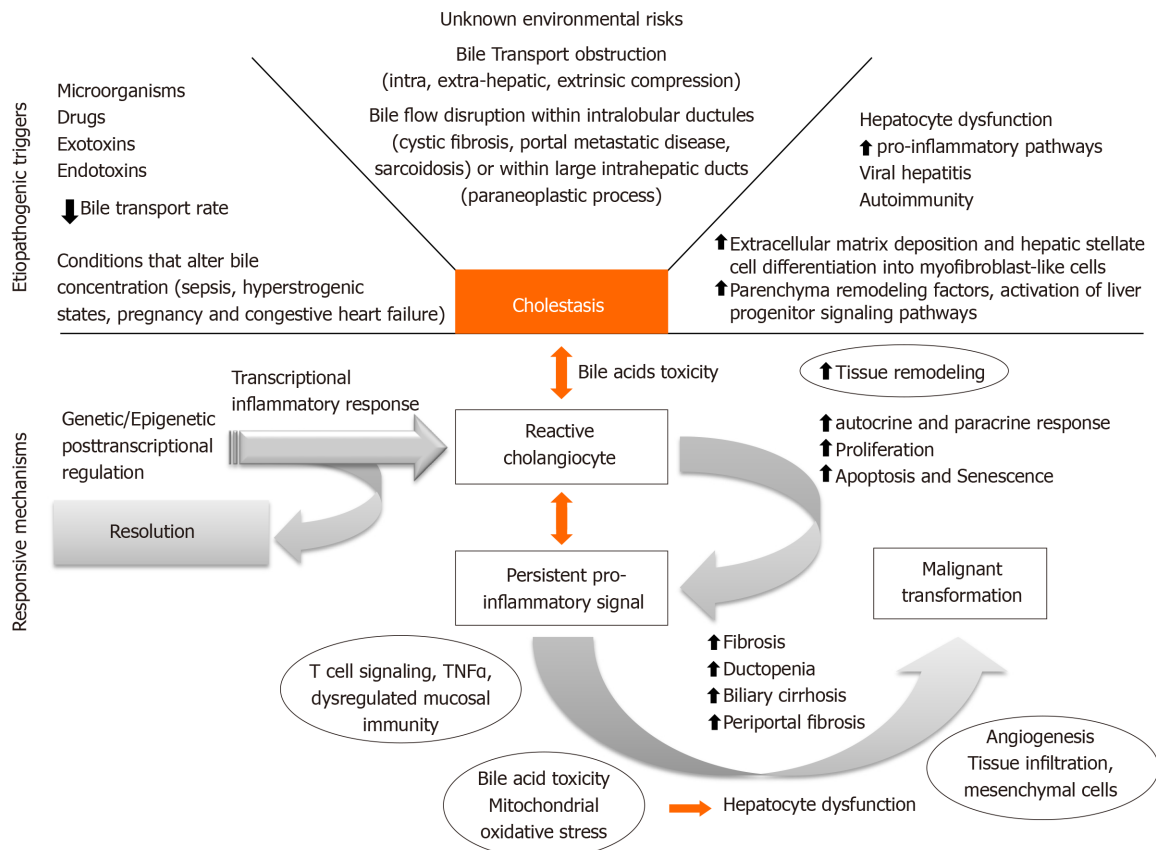 Unknown environmental risks
Bile Transport obstruction
(intra, extra-hepatic, extrinsic compression)
Bile flow disruption within intralobular ductules
(cystic fibrosis, portal metastatic disease,
sarcoidosis) or within large intrahepatic ducts
(paraneoplastic process)
Etiopathogenic triggers
Microorganisms
Drugs
Exotoxins
Endotoxins
Bile transport rate
Conditions that alter bile
concentration (sepsis, hyperstrogenic
states, pregnancy and congestive heart failure)
Hepatocyte dysfunction
pro-inflammatory pathways
Viral hepatitis
Autoimmunity
Extracellular matrix deposition and hepatic stellate
cell differentiation into myofibroblast-like cells
Parenchyma remodeling factors, activation of liver
progenitor signaling pathways
Cholestasis
Responsive mechanisms
Bile acids toxicity
Tissue remodeling
Transcriptional
inflammatory response
Genetic/Epigenetic
posttranscriptional
regulation
Reactive
cholangiocyte
autocrine and paracrine response
Proliferation
Apoptosis and Senescence
Resolution
Persistent pro-
inflammatory signal
Malignant
transformation
T cell signaling, TNFα,
dysregulated mucosal
immunity
Fibrosis
Ductopenia
Biliary cirrhosis
Periportal fibrosis
Angiogenesis
Tissue infiltration,
mesenchymal cells
Bile acid toxicity
Mitochondrial
oxidative stress
Hepatocyte dysfunction